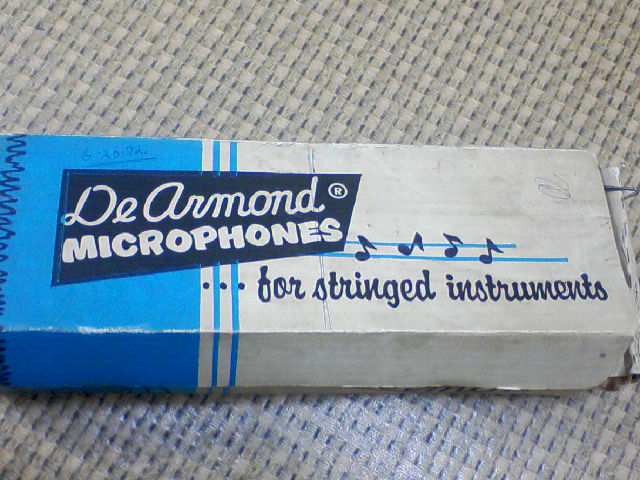 6-20-72
De Armond ®
MICROPHONES
... for stringed instruments